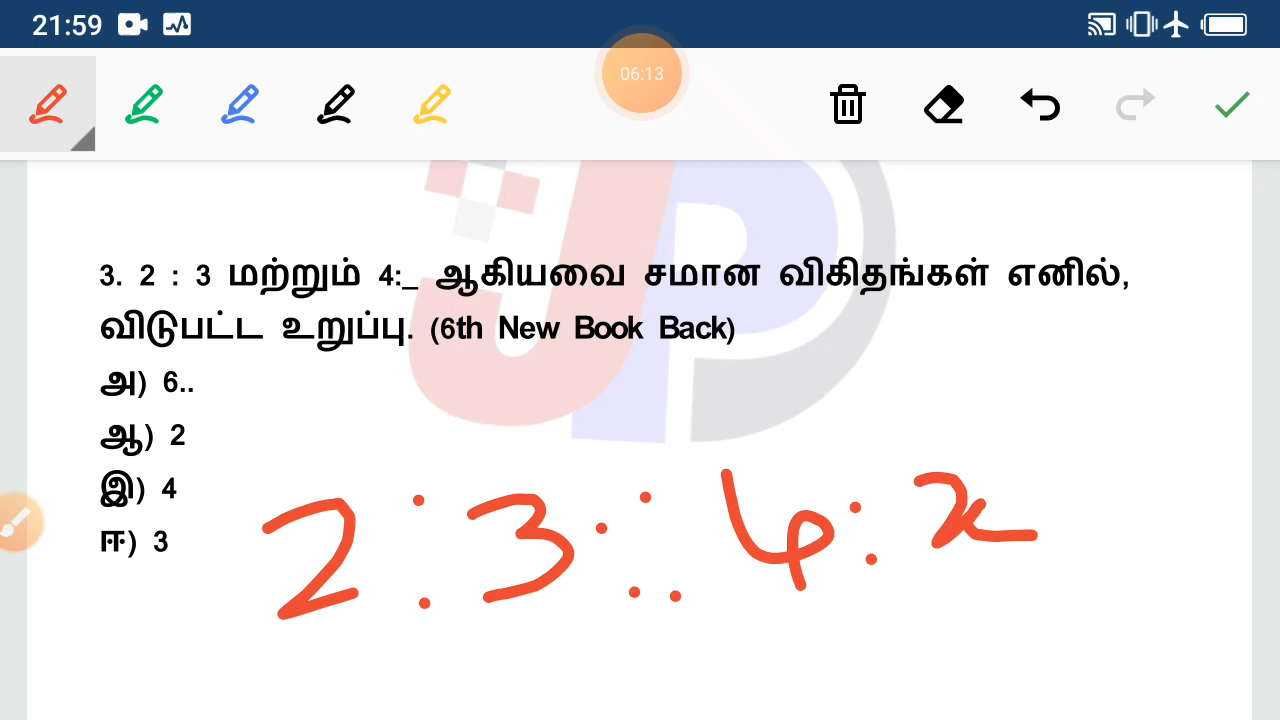 21:59
06:13
3. 2 : 3 மற்றும் 4:_ ஆகியவை சமான விகிதங்கள் எனில்,
விடுபட்ட உறுப்பு. (6th New Book Back)
அ) 6..
ஆ) 2
இ) 4
ஈ) 3
2 : 3 :: 4 : x